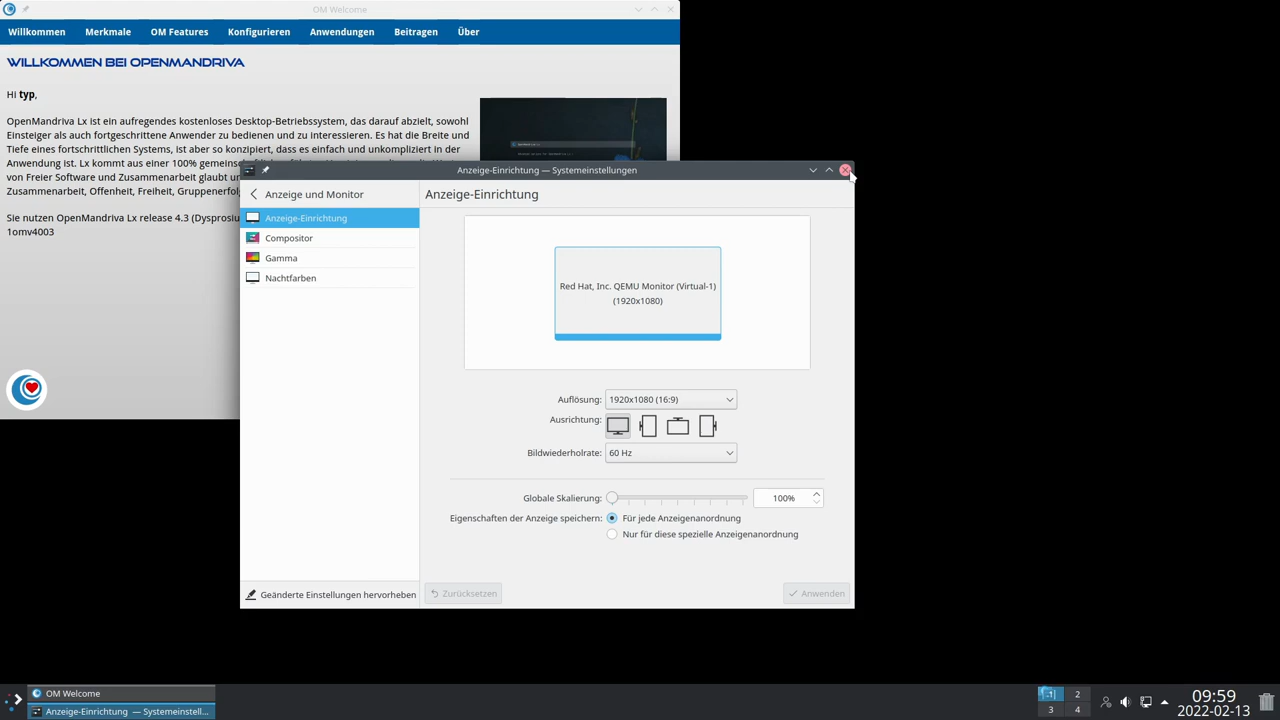 OM Welcome
Willkommen Merkmale OM Features Konfigurieren Anwendungen Beitragen Über
WILLKOMMEN BEI OPENMANDRIVA
Hi typ,
OpenMandriva Lx ist ein aufregendes kostenloses Desktop-Betriebssystem, das darauf abzielt, sowohl
Einsteiger als auch fortgeschrittene Anwender zu bedienen und zu interessieren. Es hat die Breite und
Tiefe eines fortschrittlichen Systems, ist aber so konzipiert, dass es einfach und unkompliziert in der
Anwendung ist. Lx kommt aus einer 100%
von Freier Software und Zusammenarbeit glaubt
Zusammenarbeit, Offenheit, Freiheit,
Sie nutzen OpenMandriva Lx release 4.3
1omv4003
Anzeige-Einrichtung — Systemeinstellungen
Anzeige und Monitor
Anzeige-Einrichtung
Compositor
Gamma
Nachtfarben
Geänderte Einstellungen hervorheben
Anzeige-Einrichtung
Red Hat, Inc. QEMU Monitor (Virtual-1)
(1920x1080)
Auflösung: 1920x1080 (16:9)
Ausrichtung:
Bildwiederholrate: 60 Hz
Globale Skalierung: 100%
Eigenschaften der Anzeige speichern: Für jede Anzeigenanordnung
Nur für diese spezielle Anzeigenanordnung
Zurücksetzen Anwenden
OM Welcome
Anzeige-Einrichtung — Systemeinstell...
1 2
3 4
09:59
2022-02-13